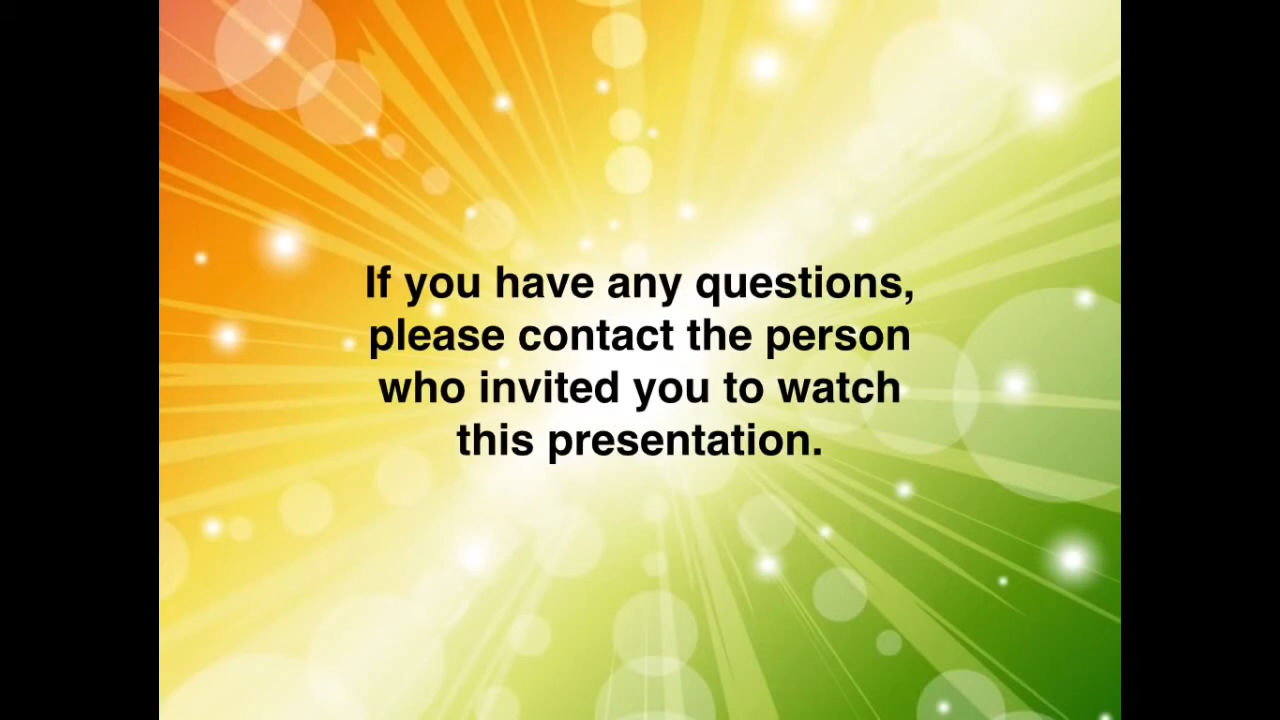 If you have any questions,
please contact the person
who invited you to watch
this presentation.